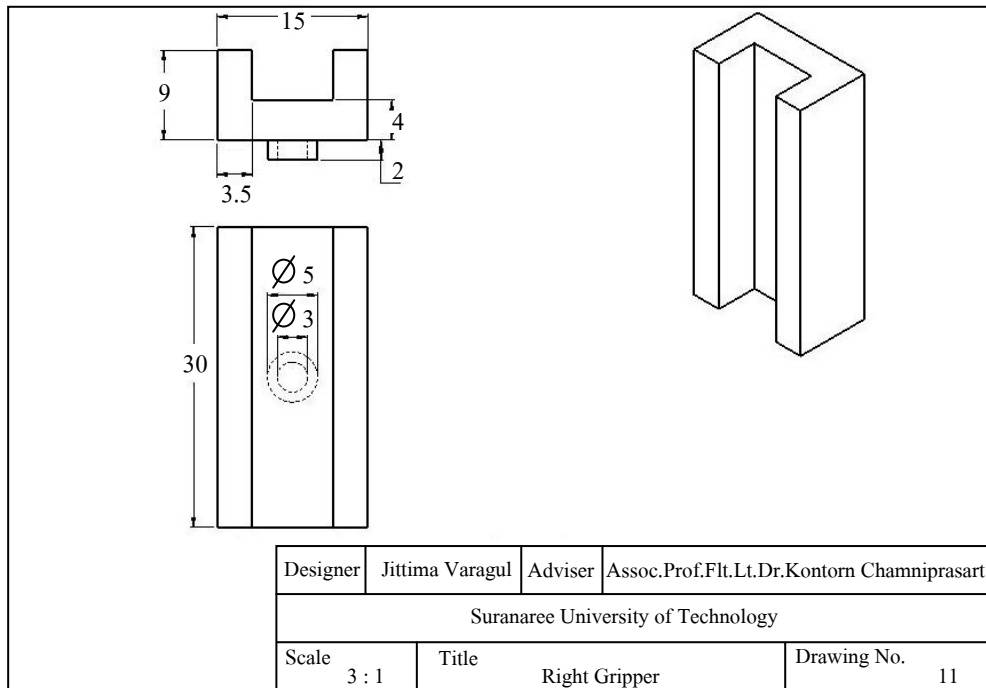 15
9
4
2
3.5
Ø 5
Ø 3
30
Designer Jittima Varagul Adviser Assoc.Prof.Flt.Lt.Dr.Kontorn Chamniprasart
Suranaree University of Technology
Scale Title Drawing No.
3 : 1 Right Gripper 11